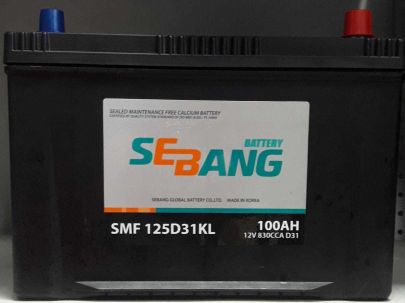 SEALED MAINTENANCE FREE CALCIUM BATTERY
BATTERY
SEBANG
SEBANG GLOBAL BATTERY CO.,LTD. MADE IN KOREA
SMF 125D31KL
100AH
12V 830CCA D31